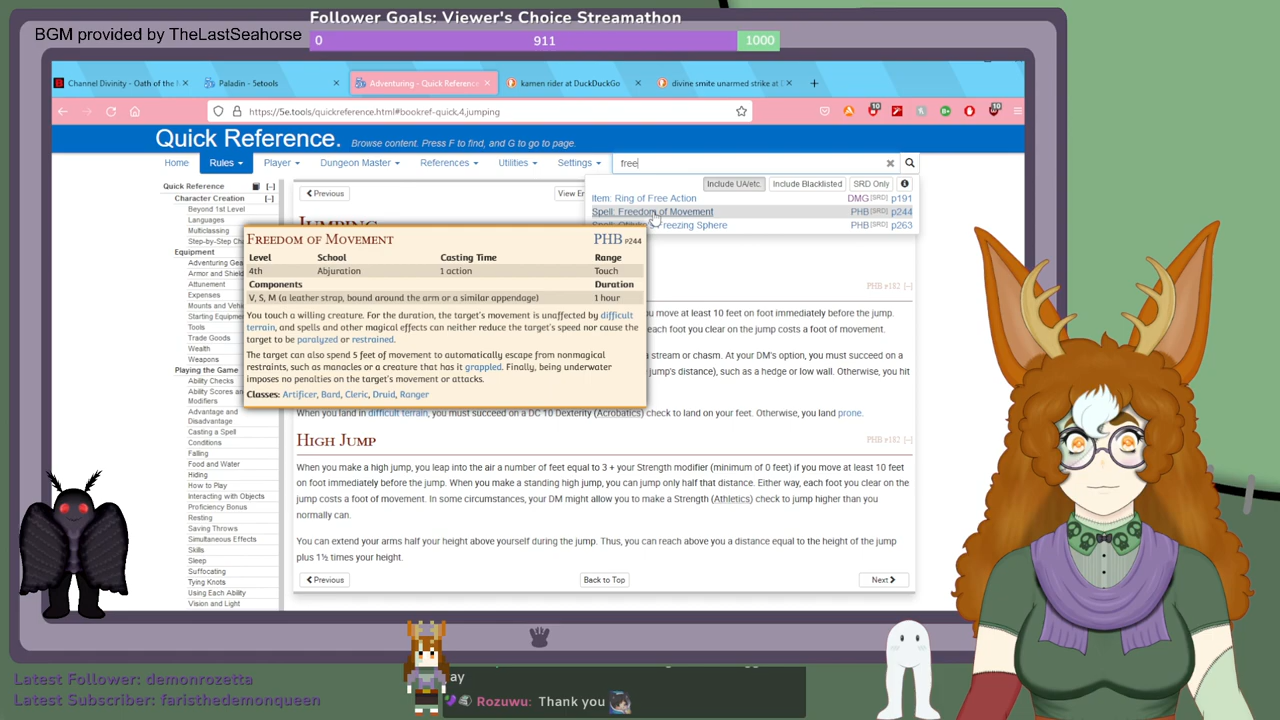 Follower Goals: Viewer's Choice Streamathon
0 911 1000
BGM provided by TheLastSeahorse
Channel Divinity - Oath of the
Paladin - 5etools
Adventuring - Quick Reference
kamen rider at DuckDuckGo
divine smite unarmed strike at D
https://5e.tools/quickreference.html#bookref-quick,4,jumping
10
10
Quick Reference. Browse content. Press F to find, and G to go to page.
Home Rules Player Dungeon Master References Utilities Settings free
Include UA/etc. Include Blacklisted SRD Only
Item: Ring of Free Action DMG[SRD] p191
Spell: Freedom of Movement PHB[SRD] p244
Freezing Sphere PHB[SRD] p263
Quick Reference [–]
Character Creation [–]
Beyond 1st Level
Languages
Multiclassing
Equipment [–]
Armor and Shield
Attunement
Expenses
Tools
Trade Goods
Wealth
Weapons
Playing the Game [–]
Ability Checks
Ability Scores and
Modifiers
Advantage and
Disadvantage
Casting a Spell
Conditions
Falling
Food and Water
Hiding
How to Play
Interacting with Objects
Proficiency Bonus
Resting
Saving Throws
Simultaneous Effects
Skills
Sleep
Suffocating
Tying Knots
Using Each Ability
Vision and Light
Previous
View En
Jumping
Freedom of Movement PHB p244
Level School Casting Time Range
4th Abjuration 1 action Touch
Components Duration
V, S, M (a leather strap, bound around the arm or a similar appendage) 1 hour
You touch a willing creature. For the duration, the target's movement is unaffected by difficult
terrain, and spells and other magical effects can neither reduce the target's speed nor cause the
target to be paralyzed or restrained.
The target can also spend 5 feet of movement to automatically escape from nonmagical
restraints, such as manacles or a creature that has it grappled. Finally, being underwater
imposes no penalties on the target's movement or attacks.
Classes: Artificer, Bard, Cleric, Druid, Ranger
PHB p182 [–]
you move at least 10 feet on foot immediately before the jump.
each foot you clear on the jump costs a foot of movement.
a stream or chasm. At your DM's option, you must succeed on
jump's distance), such as a hedge or low wall. Otherwise, you hit
When you land in difficult terrain, you must succeed on a DC 10 Dexterity (Acrobatics) check to land on your feet. Otherwise, you land prone.
High Jump PHB p182 [–]
When you make a high jump, you leap into the air a number of feet equal to 3 + your Strength modifier (minimum of 0 feet) if you move at least 10 feet
on foot immediately before the jump. When you make a standing high jump, you can jump only half that distance. Either way, each foot you clear on the
jump costs a foot of movement. In some circumstances, your DM might allow you to make a Strength (Athletics) check to jump higher than you
normally can.
You can extend your arms half your height above yourself during the jump. Thus, you can reach above you a distance equal to the height of the jump
plus 1½ times your height.
Previous Back to Top Next
Latest Follower: demonrozetta
Latest Subscriber: faristhedemonqueen
ay
Rozuwu: Thank you